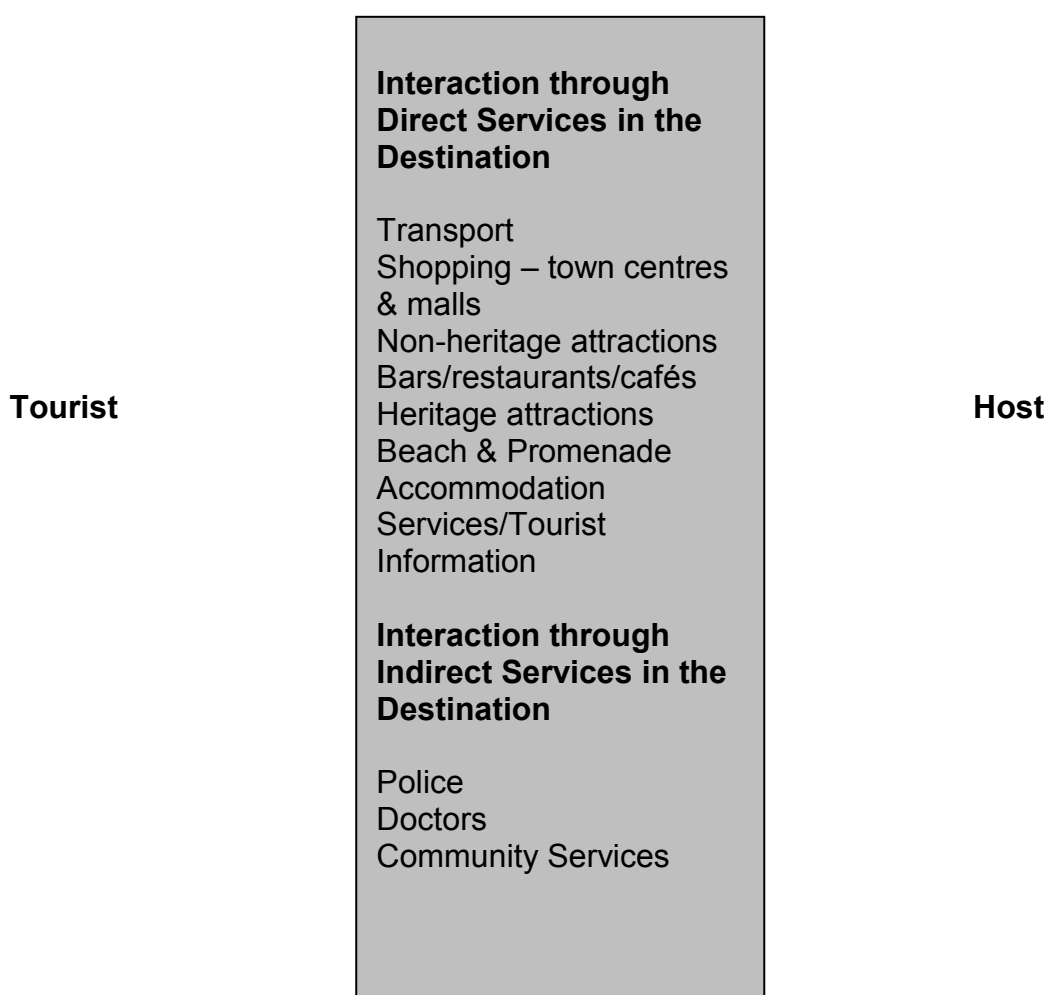 Interaction through
Direct Services in the
Destination
Transport
Shopping – town centres
& malls
Non-heritage attractions
Bars/restaurants/cafés
Tourist
Heritage attractions
Host
Beach & Promenade
Accommodation
Services/Tourist
Information
Interaction through
Indirect Services in the
Destination
Police
Doctors
Community Services